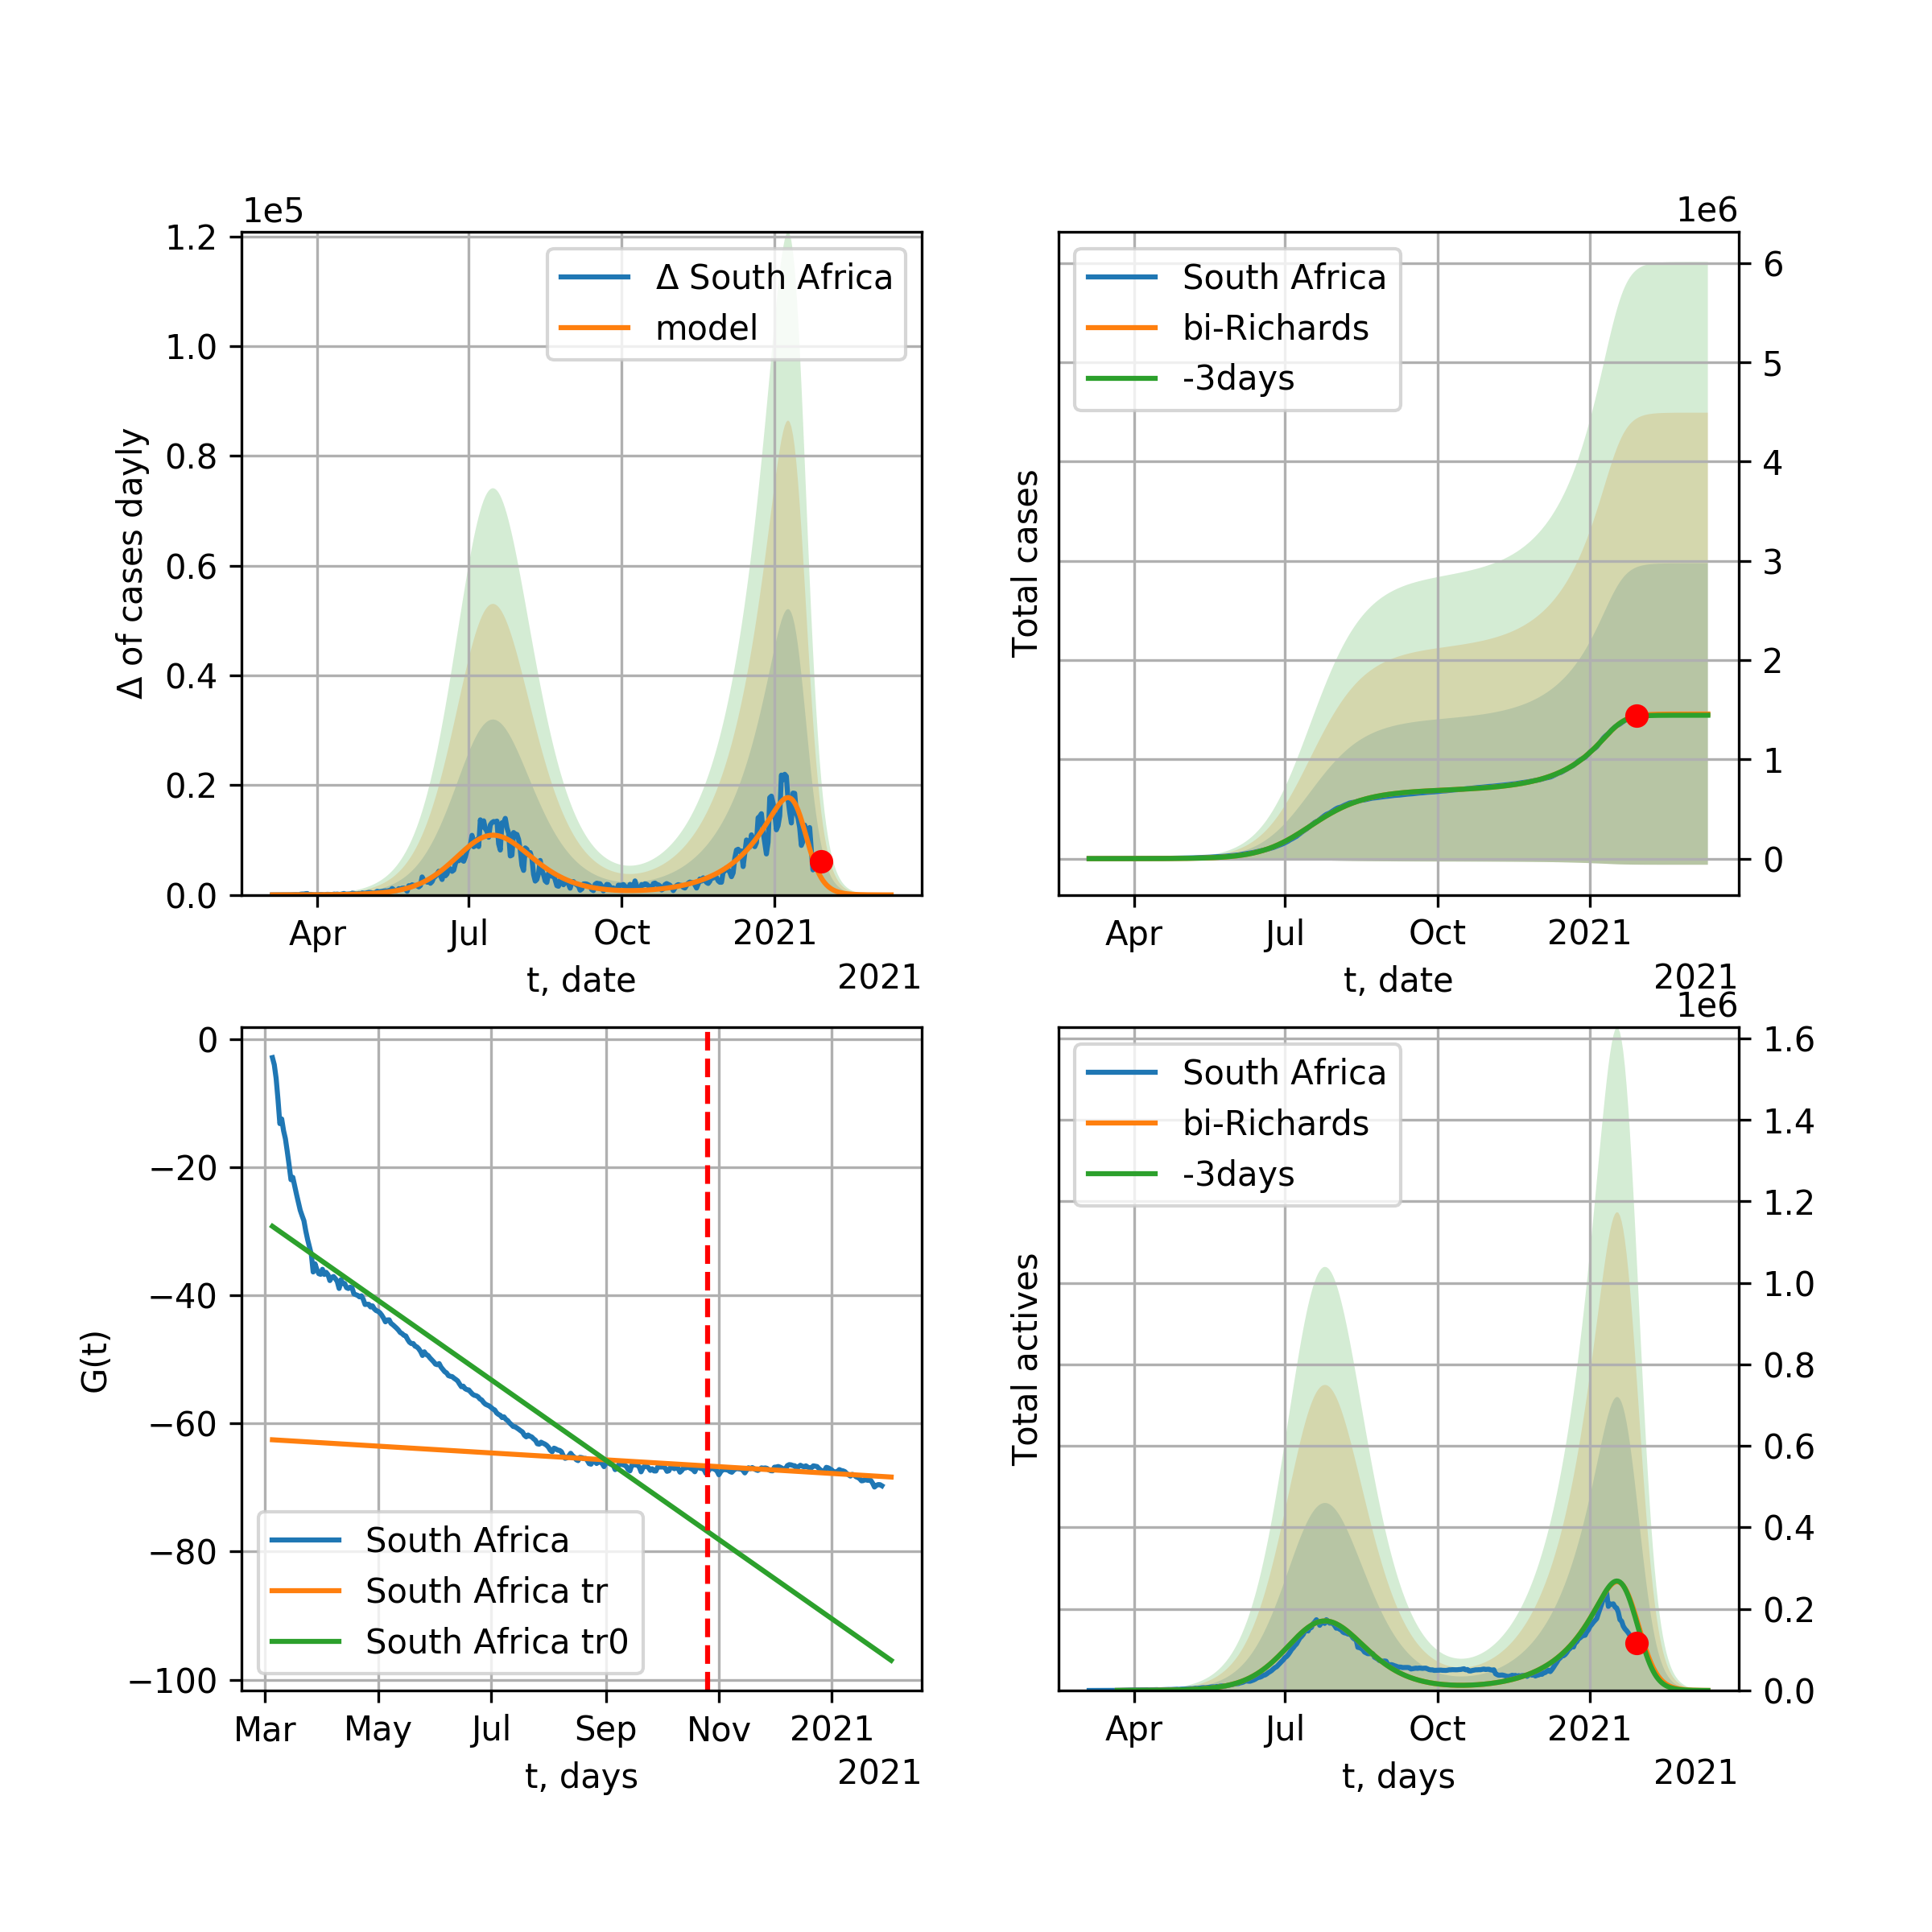 1e5
1.2
1.0
0.8
0.6
0.4
0.2
0.0
Δ of cases dayly
Δ South Africa
model
Apr
Jul
Oct
2021
t, date
2021
1e6
6
5
4
3
2
1
0
Total cases
South Africa
bi-Richards
-3days
Apr
Jul
Oct
2021
t, date
2021
0
−20
−40
−60
−80
−100
G(t)
South Africa
South Africa tr
South Africa tr0
Mar
May
Jul
Sep
Nov
2021
t, days
2021
1e6
1.6
1.4
1.2
1.0
0.8
0.6
0.4
0.2
0.0
Total actives
South Africa
bi-Richards
-3days
Apr
Jul
Oct
2021
t, days
2021